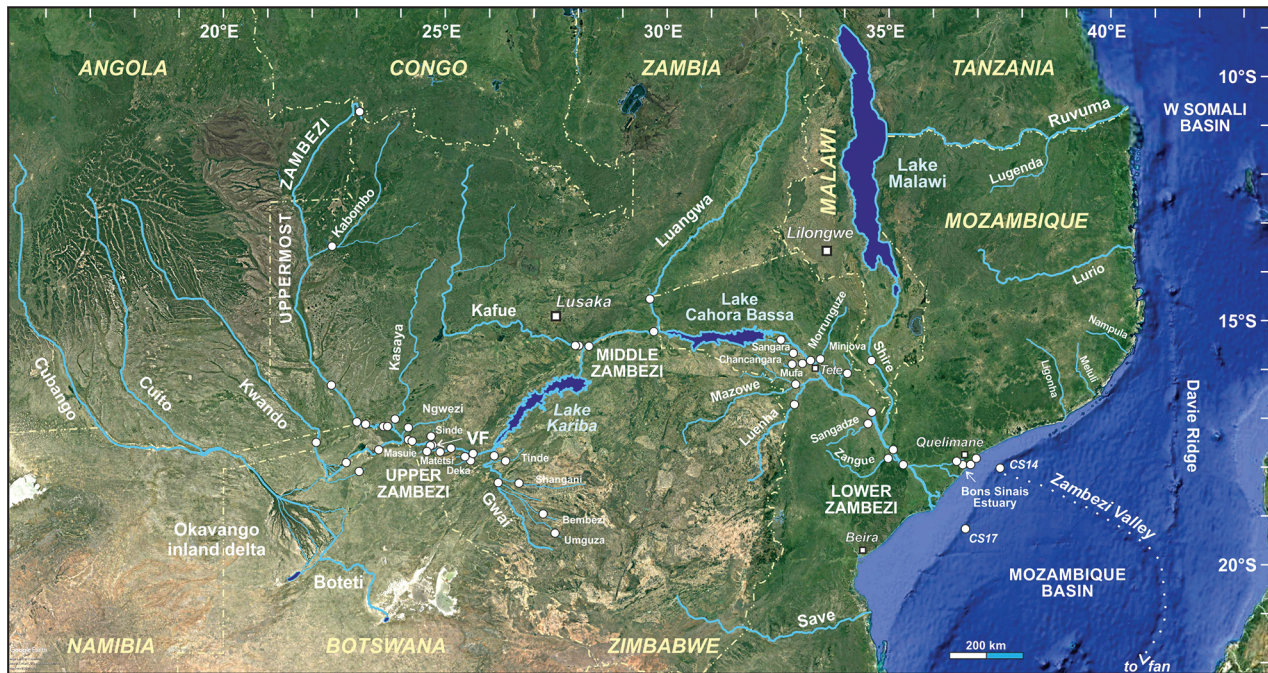 20°E
25°E
30°E
35°E
40°E
ANGOLA
CONGO
ZAMBIA
TANZANIA
10°S
W SOMALI
BASIN
Ruvuma
ZAMBEZI
MALAWI
Lake
Malawi
Lugenda
Kabombo
Luangwa
MOZAMBIQUE
UPPERMOST
Lilongwe
Lurio
Lusaka
Lake
Cahora Bassa
Kafue
15°S
Morrunguze
Nampula
Kasaya
MIDDLE
ZAMBEZI
Sangara
Chancangara
Minjova
Shire
Mufa
Tete
Ligonha
Meluli
Cubango
Cuito
Kwando
Mazowe
Lake
Kariba
Luenha
Davie Ridge
Ngwezi
Sinde
VF
Sangadze
Quelimane
Masuie
Matetsi
Deka
Tinde
Zangue
CS14
UPPER
ZAMBEZI
Shangani
LOWER
ZAMBEZI
Bons Sinais
Estuary
Zambezi Valley
Gwai
Bembezi
Umguza
Okavango
inland delta
Beira
CS17
20°S
Boteti
MOZAMBIQUE
BASIN
Save
NAMIBIA
BOTSWANA
ZIMBABWE
200 km
to fan